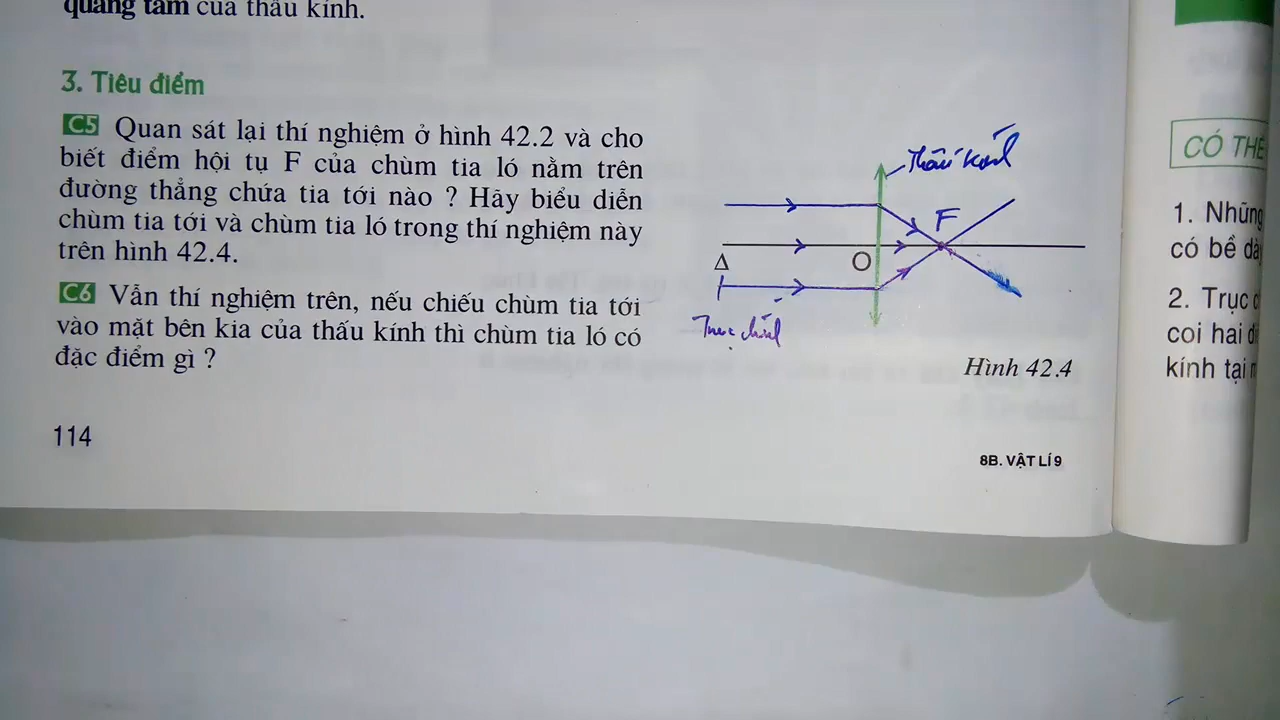 quang tâm của thấu kính.
3. Tiêu điểm
C5 Quan sát lại thí nghiệm ở hình 42.2 và cho
biết điểm hội tụ F của chùm tia ló nằm trên
đường thẳng chứa tia tới nào ? Hãy biểu diễn
chùm tia tới và chùm tia ló trong thí nghiệm này
trên hình 42.4.
C6 Vẫn thí nghiệm trên, nếu chiếu chùm tia tới
vào mặt bên kia của thấu kính thì chùm tia ló có
đặc điểm gì ?
Thấu kính
F
Δ
O
Trục chính
Hình 42.4
114
8B. VẬT LÍ 9
CÓ THỂ
1. Những
có bề dà
2. Trục c
coi hai đ
kính tại